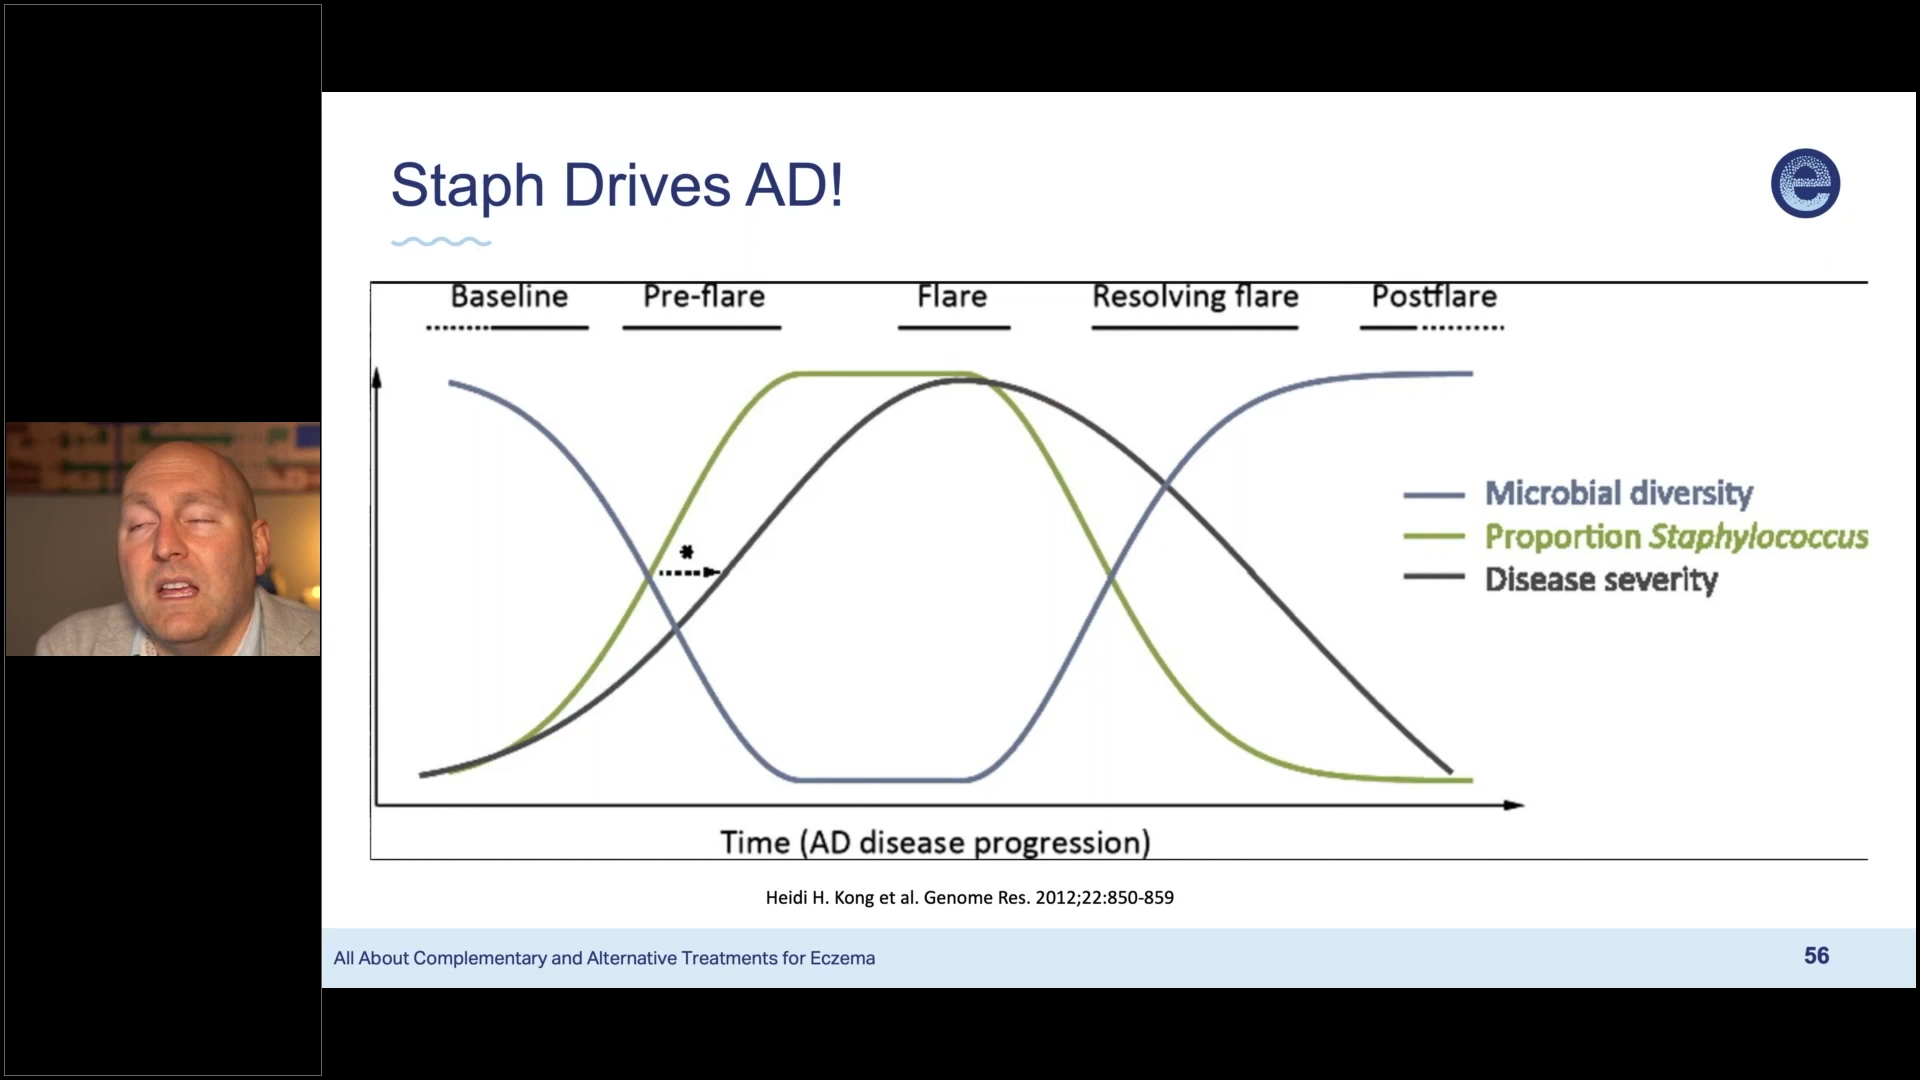 Staph Drives AD!
Baseline Pre-flare Flare Resolving flare Postflare
*
Microbial diversity
Proportion Staphylococcus
Disease severity
Time (AD disease progression)
Heidi H. Kong et al. Genome Res. 2012;22:850-859
All About Complementary and Alternative Treatments for Eczema 56
e